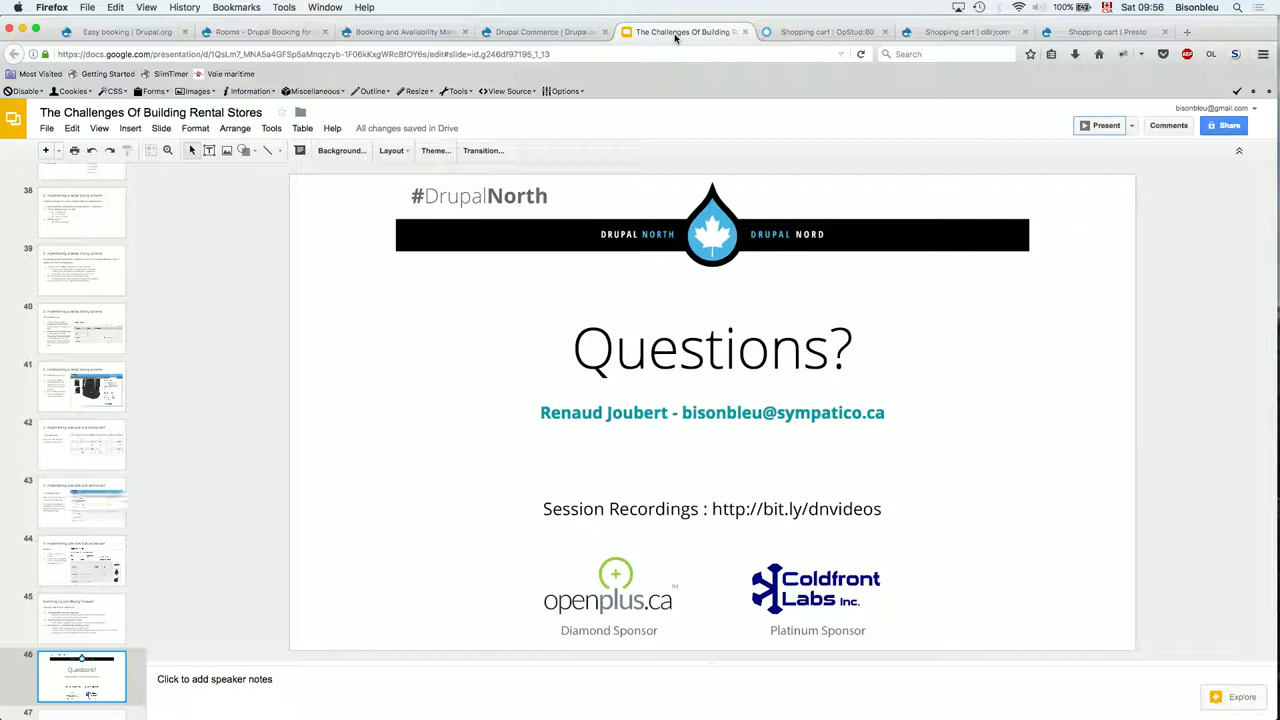 Firefox File Edit View History Bookmarks Tools Window Help 100% Sat 09:56 Bisonbleu
Easy booking / Drupal.org Rooms - Drupal Booking for Booking and Availability Ma Drupal Commerce | Drupal. The Challenges Of Building R Shopping cart: OpStud:80 Shopping cart | d8rjcom Shopping cart | Presto
https://docs.google.com/presentation/d/1QsLm7_MNA5a4GFSp5aMnqczyb-1F06kKxgWRcBfOY6s/edit#slide=id.g246df97195_1_13 Search ABP OL
Most Visited Getting Started SlimTimer Voie maritime
Disable Cookies CSS Forms Images Information Miscellaneous Outline Resize Tools View Source Options
The Challenges Of Building Rental Stores
bisonbleu@gmail.com
File Edit View Insert Slide Format Arrange Tools Table Help All changes saved in Drive
Present Comments Share
Background... Layout Theme... Transition...
38
39
40
41
42
43
44
45
46
Questions?
47
#DrupalNorth
DRUPAL NORTH DRUPAL NORD
Questions?
Renaud Joubert - bisonbleu@sympatico.ca
Session Recordings : http://bit.ly/dnvideos
openplus.ca ™
Coldfront
Labs
Diamond Sponsor Platinum Sponsor
Click to add speaker notes
Explore